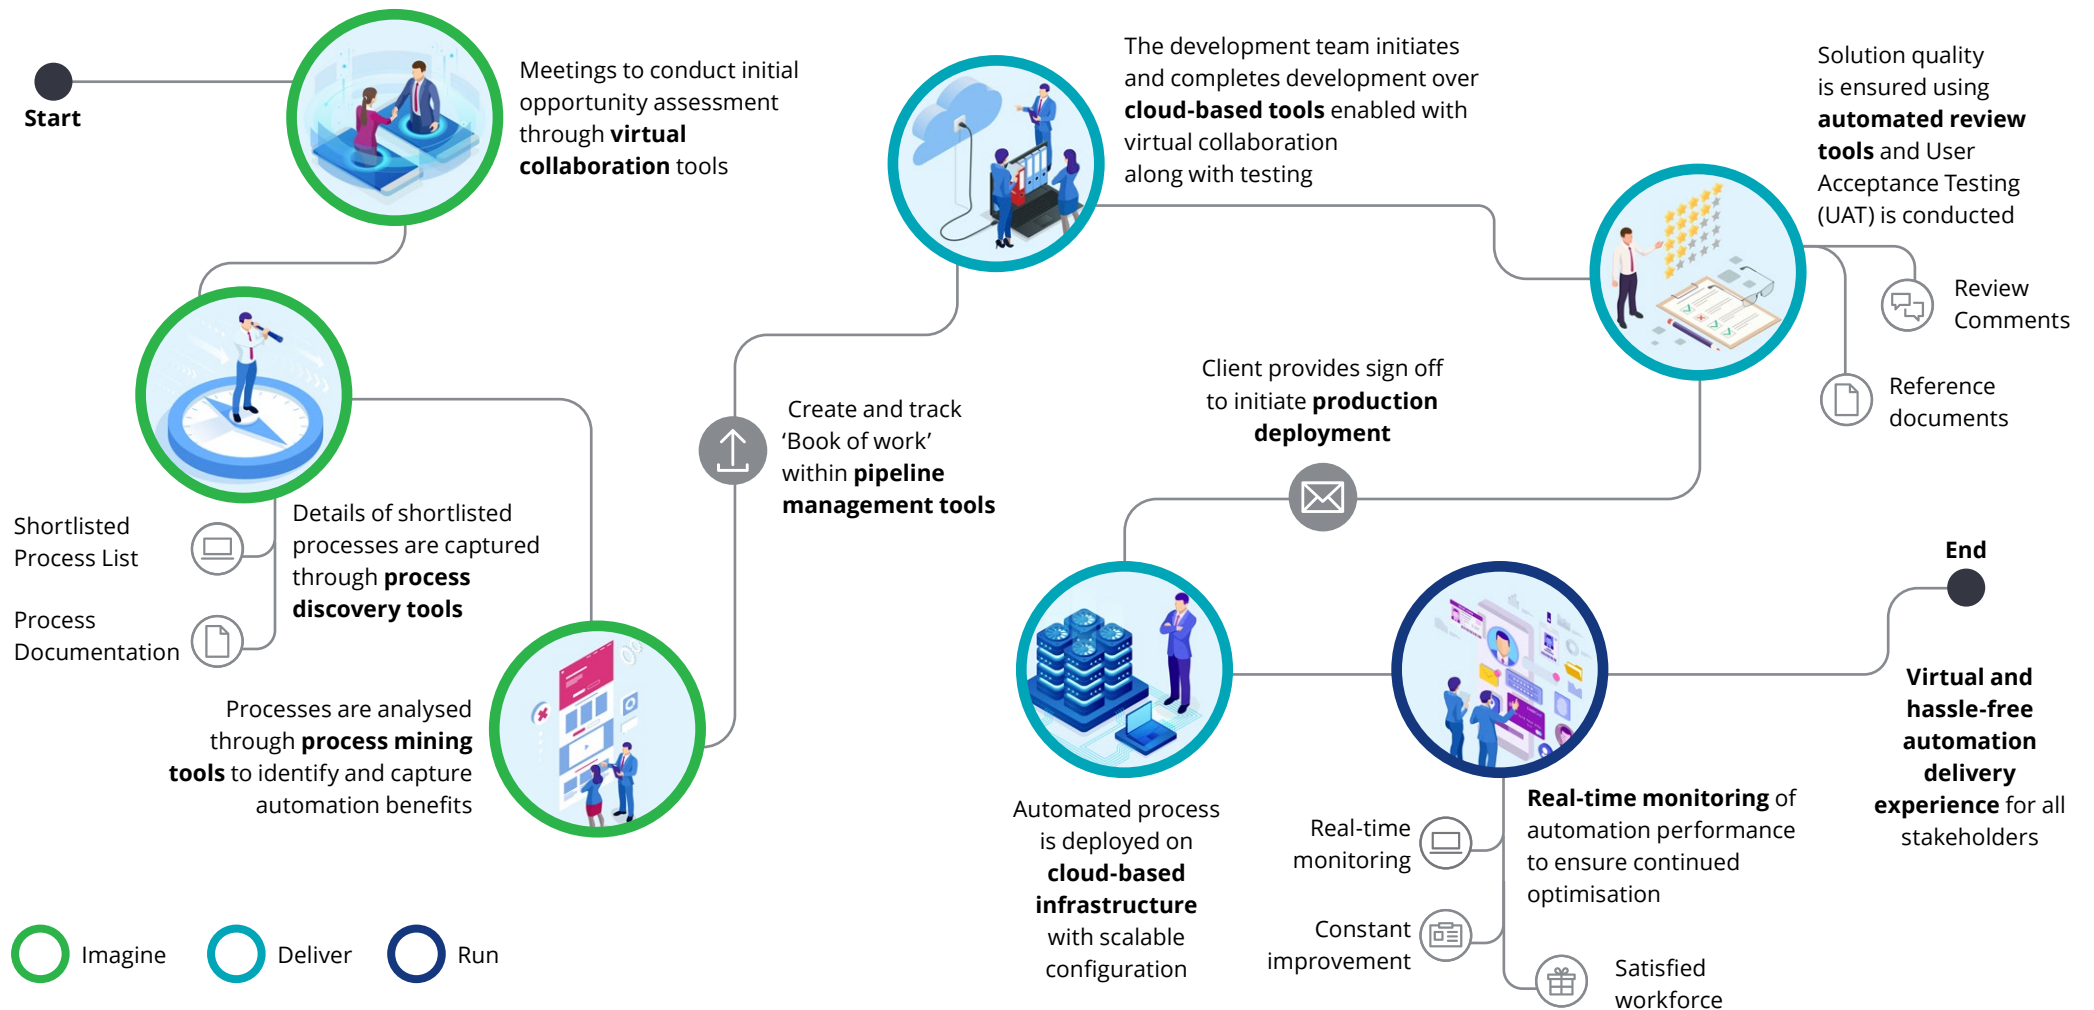 Start
Meetings to conduct initial
opportunity assessment
through virtual
collaboration tools
Shortlisted
Process List
Process
Documentation
Details of shortlisted
processes are captured
through process
discovery tools
Processes are analysed
through process mining
tools to identify and capture
automation benefits
Create and track
‘Book of work’
within pipeline
management tools
The development team initiates
and completes development over
cloud-based tools enabled with
virtual collaboration
along with testing
Solution quality
is ensured using
automated review
tools and User
Acceptance Testing
(UAT) is conducted
Review
Comments
Reference
documents
Client provides sign off
to initiate production
deployment
Automated process
is deployed on
cloud-based
infrastructure
with scalable
configuration
Real-time monitoring of
automation performance
to ensure continued
optimisation
Real-time
monitoring
Constant
improvement
Satisfied
workforce
End
Virtual and
hassle-free
automation
delivery
experience for all
stakeholders
Imagine
Deliver
Run